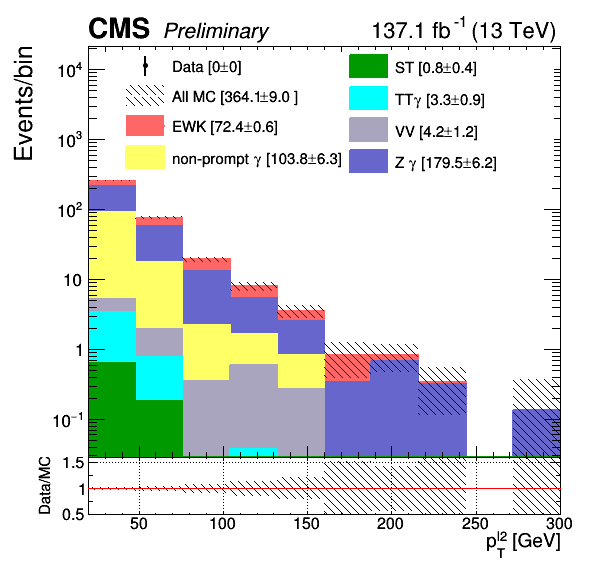 CMS Preliminary 137.1 fb⁻¹ (13 TeV)
Events/bin
Data [0±0]
All MC [364.1±9.0 ]
EWK [72.4±0.6]
non-prompt γ [103.8±6.3]
ST [0.8±0.4]
TTγ [3.3±0.9]
VV [4.2±1.2]
Z γ [179.5±6.2]
10⁴
10³
10²
10
1
10⁻¹
Data/MC
1.5
1
0.5
50 100 150 200 250 300
p_T^l2 [GeV]